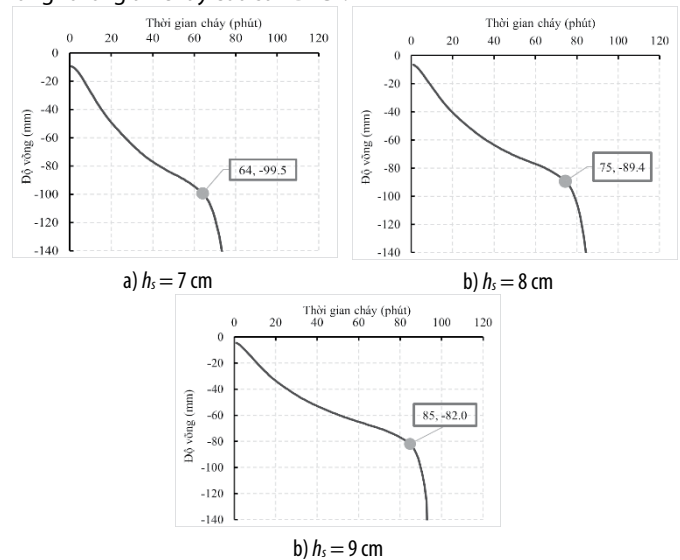 Thời gian cháy (phút)
0 20 40 60 80 100 120
0
-20
-40
-60
-80
-100
-120
-140
Độ võng (mm)
64, -99.5
a) hs = 7 cm
Thời gian cháy (phút)
0 20 40 60 80 100 120
0
-20
-40
-60
-80
-100
-120
-140
Độ võng (mm)
75, -89.4
b) hs = 8 cm
Thời gian cháy (phút)
0 20 40 60 80 100 120
0
-20
-40
-60
-80
-100
-120
-140
Độ võng (mm)
85, -82.0
b) hs = 9 cm